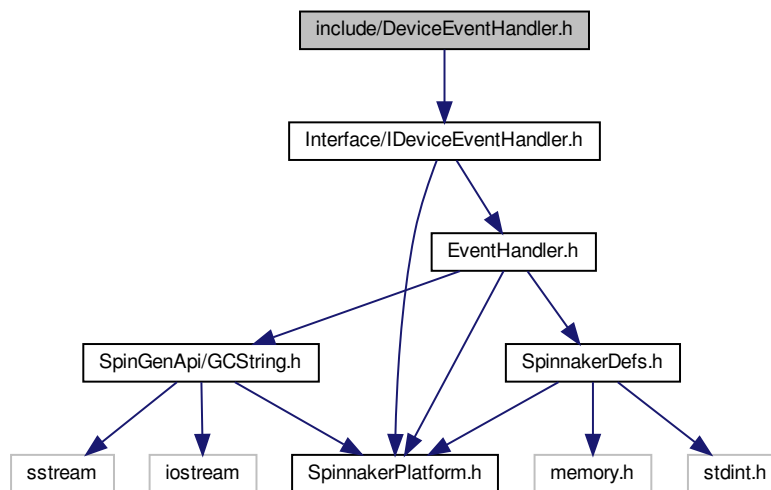 include/DeviceEventHandler.h
Interface/IDeviceEventHandler.h
EventHandler.h
SpinGenApi/GCString.h
SpinnakerDefs.h
sstream
iostream
SpinnakerPlatform.h
memory.h
stdint.h